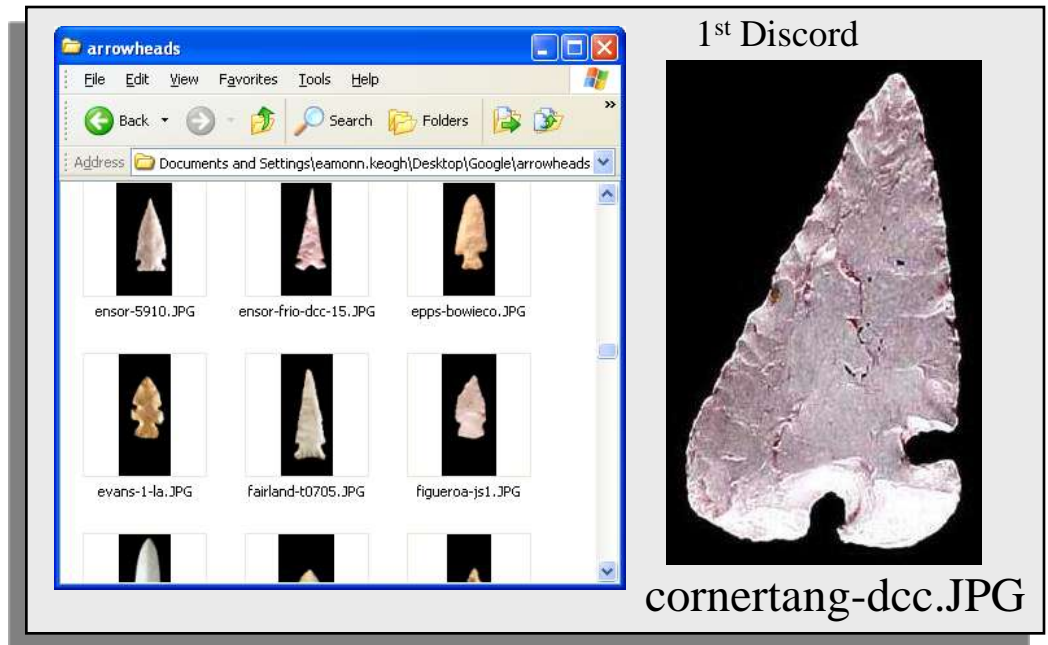 arrowheads
File Edit View Favorites Tools Help
Back Search Folders »
Address Documents and Settings\eamonn.keogh\Desktop\Google\arrowheads
ensor-5910.JPG ensor-frio-dcc-15.JPG epps-bowieco.JPG
evans-1-la.JPG fairland-t0705.JPG figueroa-js1.JPG
1st Discord
cornertang-dcc.JPG